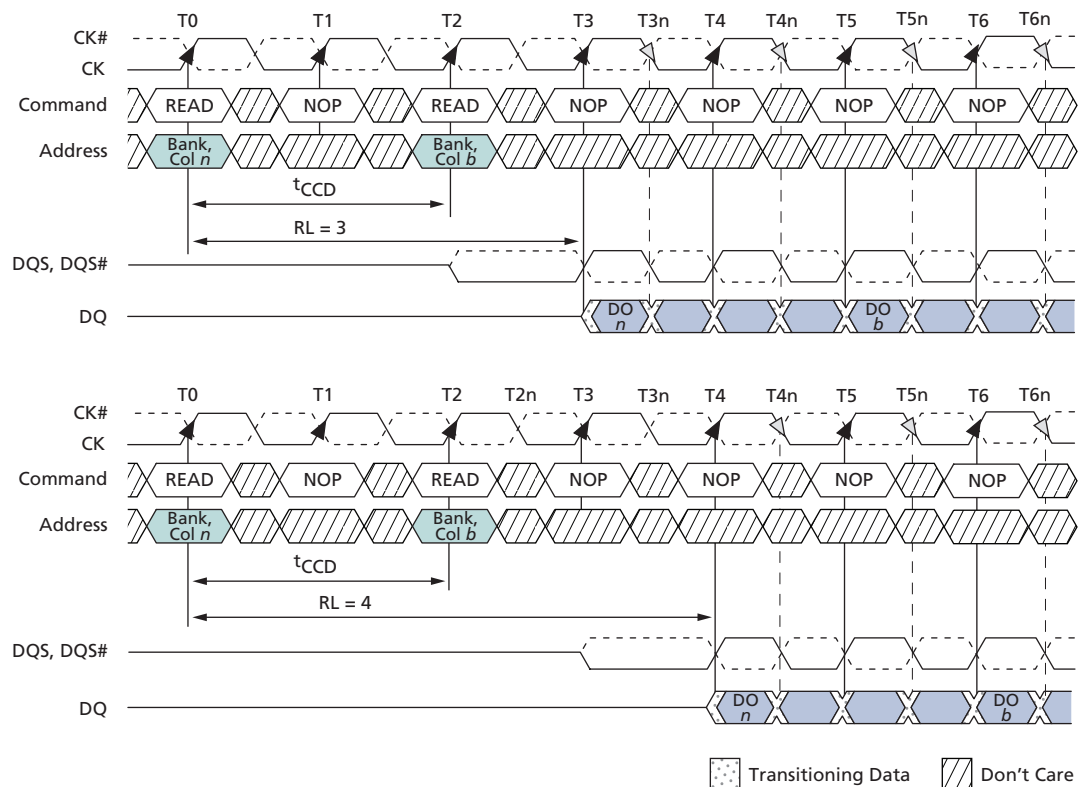 T0 T1 T2 T3 T3n T4 T4n T5 T5n T6 T6n
CK#
CK
Command READ NOP READ NOP NOP NOP NOP
Address Bank, Col n Bank, Col b
tCCD
RL = 3
DQS, DQS#
DQ DO n DO b
T0 T1 T2 T2n T3 T3n T4 T4n T5 T5n T6 T6n
CK#
CK
Command READ NOP READ NOP NOP NOP NOP
Address Bank, Col n Bank, Col b
tCCD
RL = 4
DQS, DQS#
DQ DO n DO b
Transitioning Data Don't Care